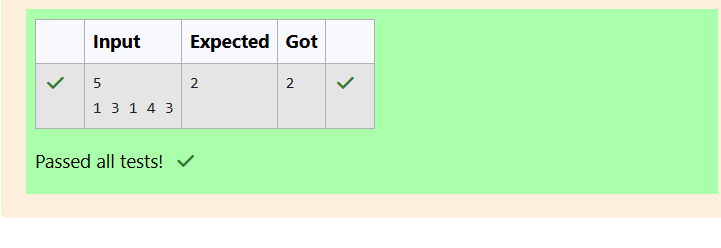 Input Expected Got
5 2 2
1 3 1 4 3
Passed all tests!